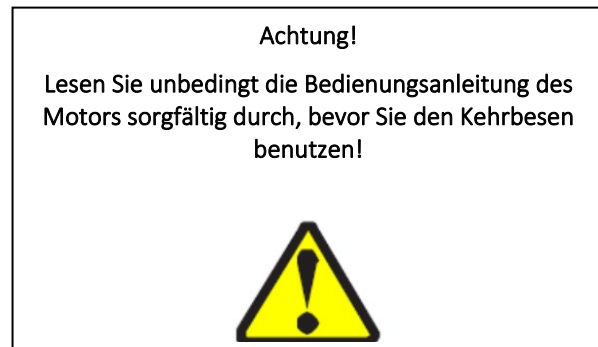 Achtung!
Lesen Sie unbedingt die Bedienungsanleitung des
Motors sorgfältig durch, bevor Sie den Kehrbesen
benutzen!